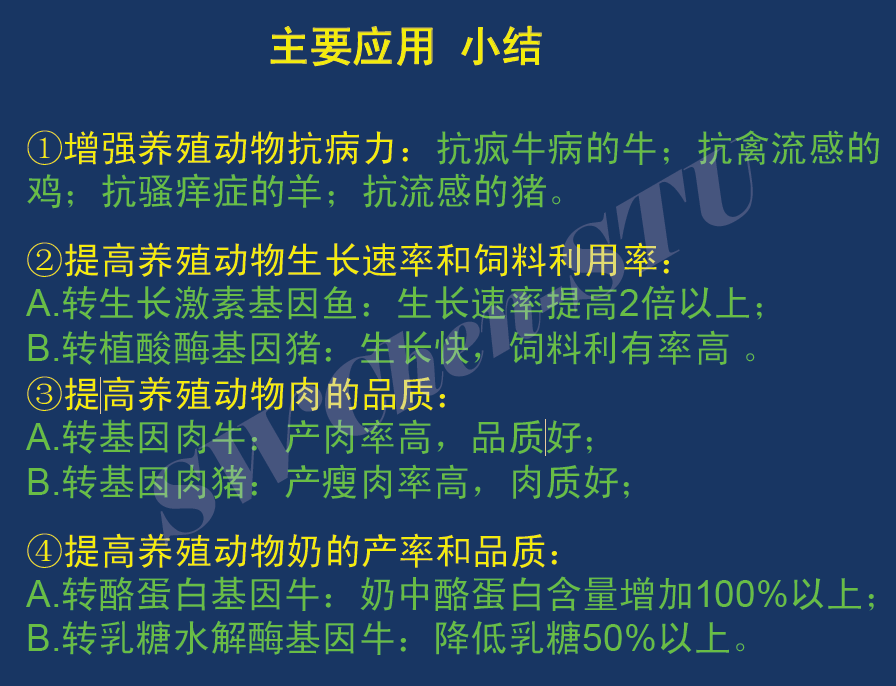 主要应用 小结
①增强养殖动物抗病力：抗疯牛病的牛；抗禽流感的
鸡；抗骚痒症的羊；抗流感的猪。
②提高养殖动物生长速率和饲料利用率：
A.转生长激素基因鱼：生长速率提高2倍以上；
B.转植酸酶基因猪：生长快，饲料利有率高 。
③提高养殖动物肉的品质：
A.转基因肉牛：产肉率高，品质好；
B.转基因肉猪：产瘦肉率高，肉质好；
④提高养殖动物奶的产率和品质：
A.转酪蛋白基因牛：奶中酪蛋白含量增加100%以上；
B.转乳糖水解酶基因牛：降低乳糖50%以上。
SW Chen-STU